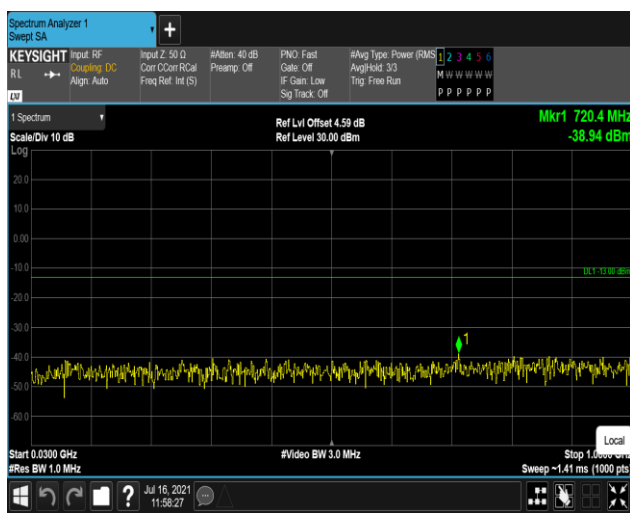 Spectrum Analyzer 1
Swept SA
+
KEYSIGHT Input: RF Input Z: 50 Ω #Atten: 40 dB PNO: Fast #Avg Type: Power (RMS 1 2 3 4 5 6
RL Coupling: DC Corr CCorr RCal Preamp: Off Gate: Off Avg|Hold: 3/3 M W W W W W
Align: Auto Freq Ref: Int (S) IF Gain: Low Trig: Free Run
Sig Track: Off P P P P P P
LXI
1 Spectrum Ref Lvl Offset 4.59 dB Mkr1 720.4 MHz
Scale/Div 10 dB Ref Level 30.00 dBm -38.94 dBm
Log
20.0
10.0
0.00
-10.0
DL1 -13.00 dBm
-20.0
-30.0
1
-40.0
-50.0
-60.0
Local
Start 0.0300 GHz #Video BW 3.0 MHz Stop
#Res BW 1.0 MHz Sweep ~1.41 ms (1000 pts)
? Jul 16, 2021
11:58:27